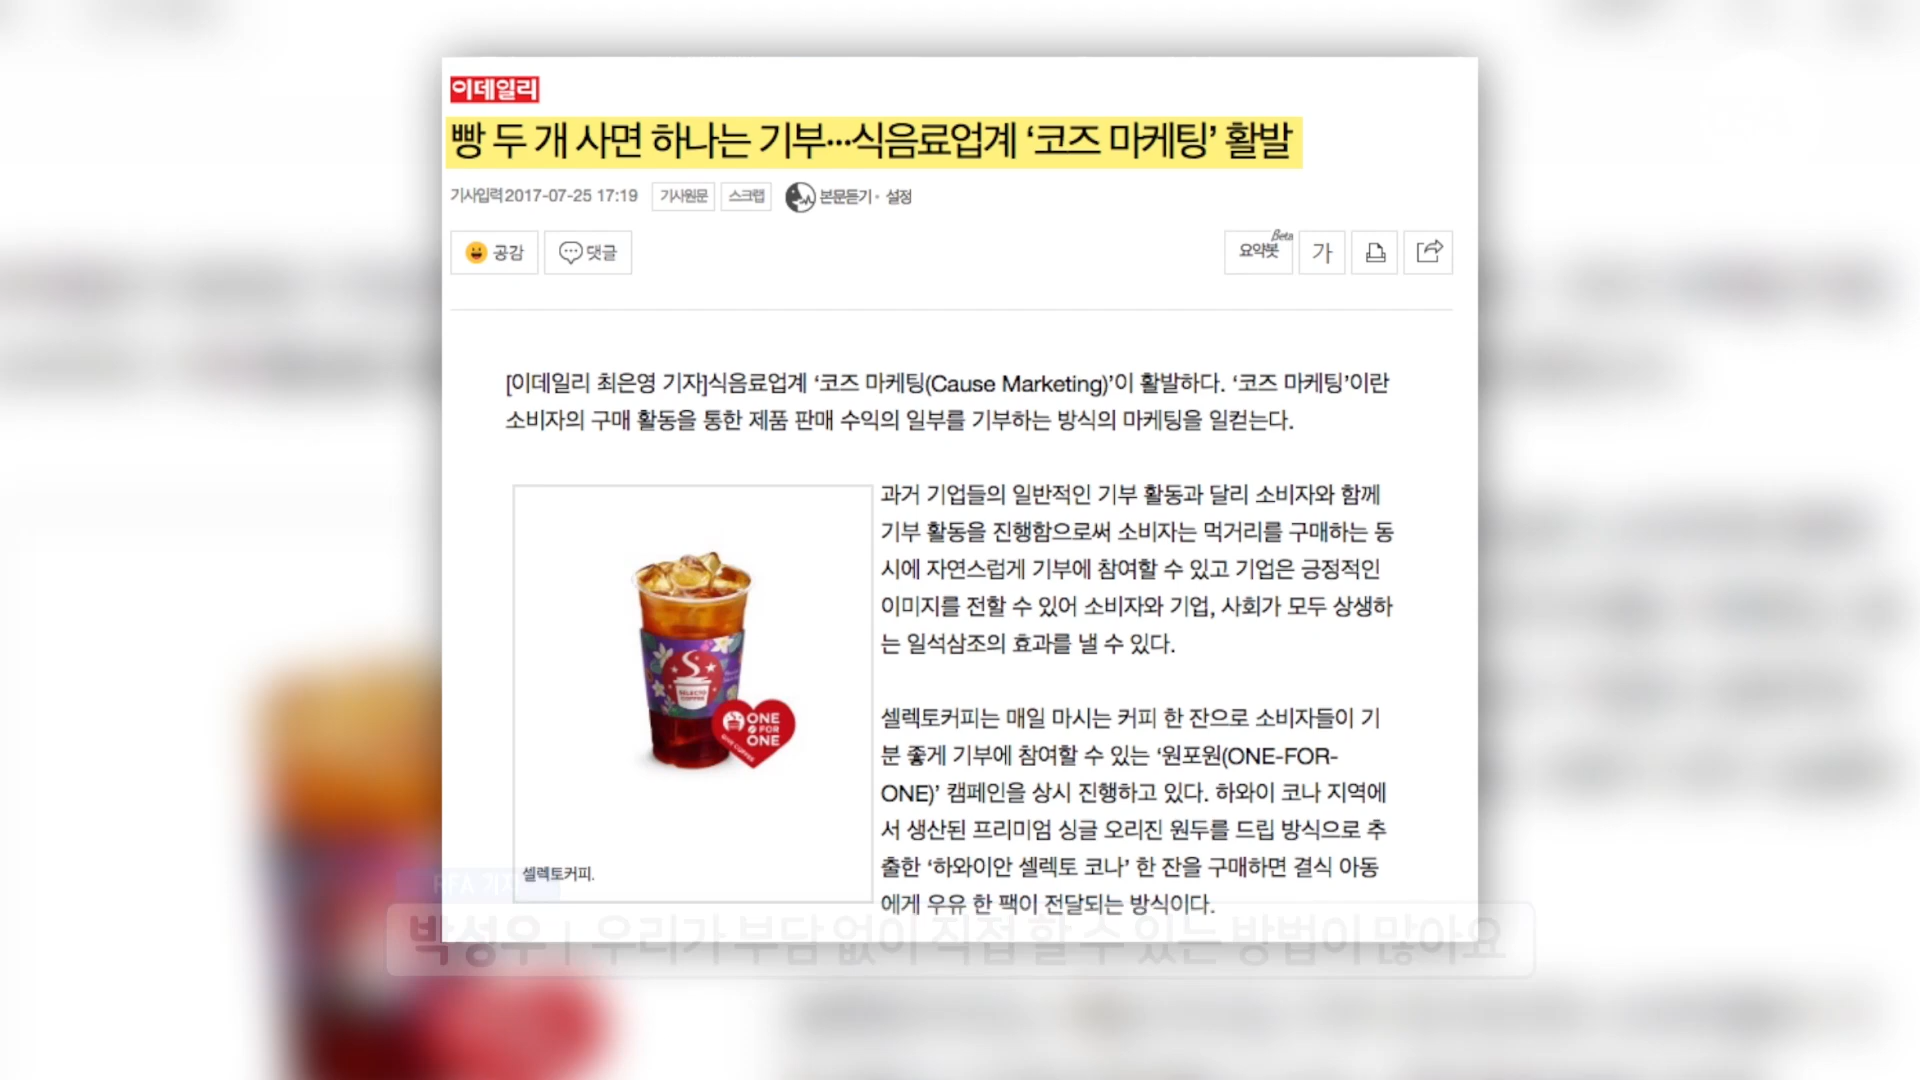 이데일리
빵 두 개 사면 하나는 기부…식음료업계 ‘코즈 마케팅’ 활발
기사입력 2017-07-25 17:19 기사원문 스크랩 본문듣기 · 설정
공감 댓글 요약봇 Beta 가
[이데일리 최은영 기자]식음료업계 ‘코즈 마케팅(Cause Marketing)’이 활발하다. ‘코즈 마케팅’이란
소비자의 구매 활동을 통한 제품 판매 수익의 일부를 기부하는 방식의 마케팅을 일컫는다.
과거 기업들의 일반적인 기부 활동과 달리 소비자와 함께
기부 활동을 진행함으로써 소비자는 먹거리를 구매하는 동
시에 자연스럽게 기부에 참여할 수 있고 기업은 긍정적인
이미지를 전할 수 있어 소비자와 기업, 사회가 모두 상생하
는 일석삼조의 효과를 낼 수 있다.
셀렉토커피는 매일 마시는 커피 한 잔으로 소비자들이 기
분 좋게 기부에 참여할 수 있는 ‘원포원(ONE-FOR-
ONE)’ 캠페인을 상시 진행하고 있다. 하와이 코나 지역에
서 생산된 프리미엄 싱글 오리진 원두를 드립 방식으로 추
출한 ‘하와이안 셀렉토 코나’ 한 잔을 구매하면 결식 아동
에게 우유 한 팩이 전달되는 방식이다.
SELECTO
COFFEE
ONE
FOR
ONE
GIVE COFFEE
셀렉토커피.
RFA 기자
박성우 | 우리가 부담 없이 직접 할 수 있는 방법이 많아요